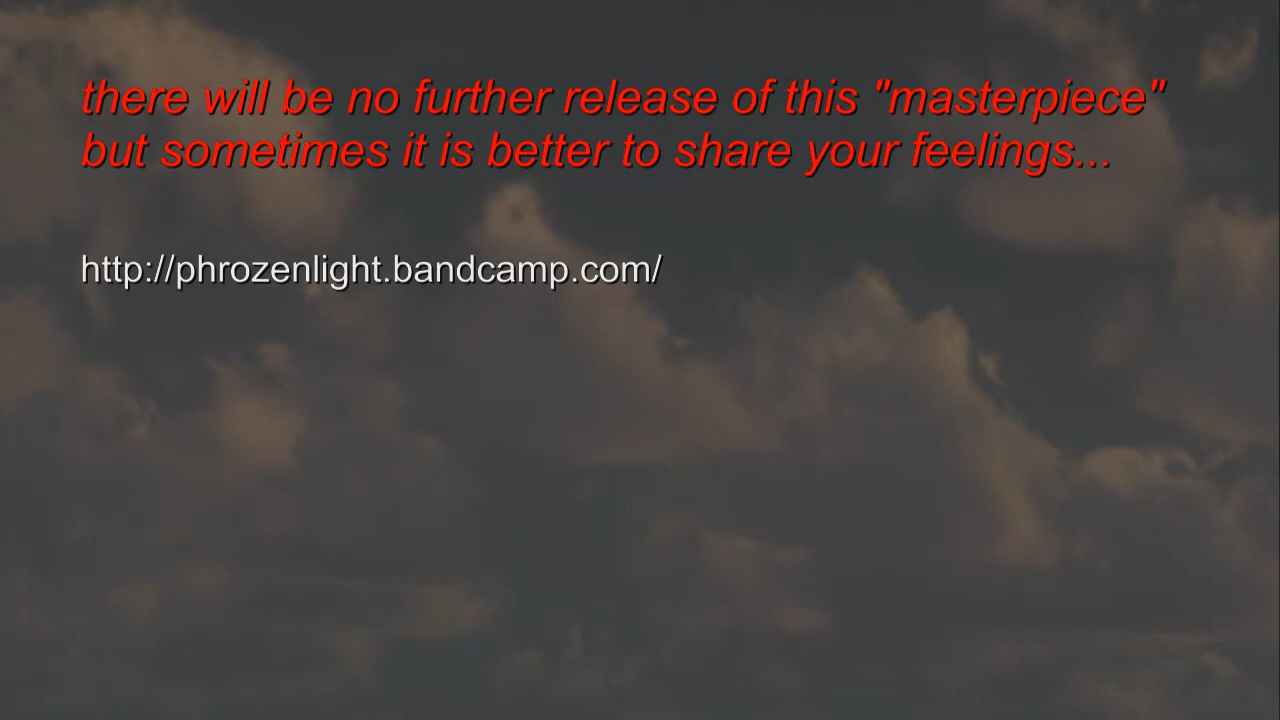 there will be no further release of this "masterpiece"
but sometimes it is better to share your feelings...
http://phrozenlight.bandcamp.com/